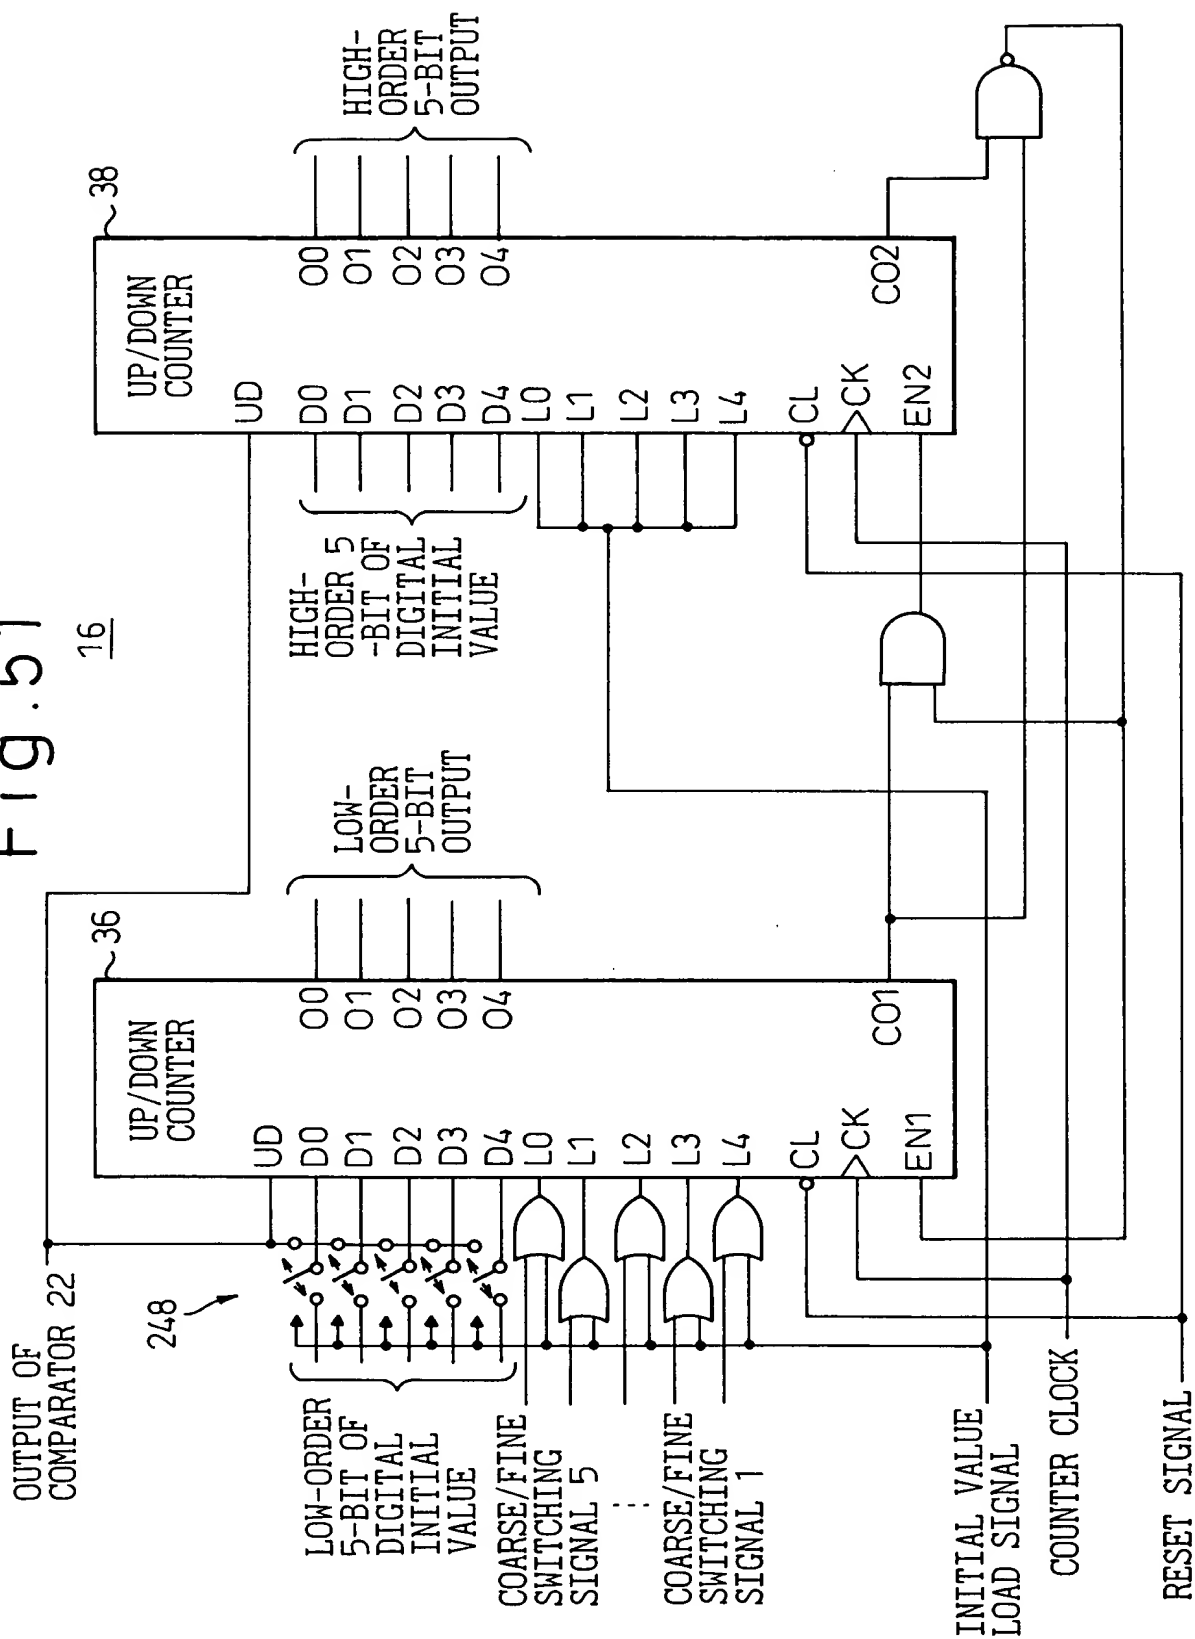 Fig.51
16
OUTPUT OF
COMPARATOR 22
248
LOW-ORDER
5-BIT OF
DIGITAL
INITIAL
VALUE
COARSE/FINE
SWITCHING
SIGNAL 5
COARSE/FINE
SWITCHING
SIGNAL 1
INITIAL VALUE
LOAD SIGNAL
COUNTER CLOCK
RESET SIGNAL
36
UP/DOWN
COUNTER
UD
D0
D1
D2
D3
D4
L0
L1
L2
L3
L4
CL
CK
EN1
O0
O1
O2
O3
O4
CO1
LOW-
ORDER
5-BIT
OUTPUT
HIGH-
ORDER 5
-BIT OF
DIGITAL
INITIAL
VALUE
38
UP/DOWN
COUNTER
UD
D0
D1
D2
D3
D4
L0
L1
L2
L3
L4
CL
CK
EN2
O0
O1
O2
O3
O4
CO2
HIGH-
ORDER
5-BIT
OUTPUT